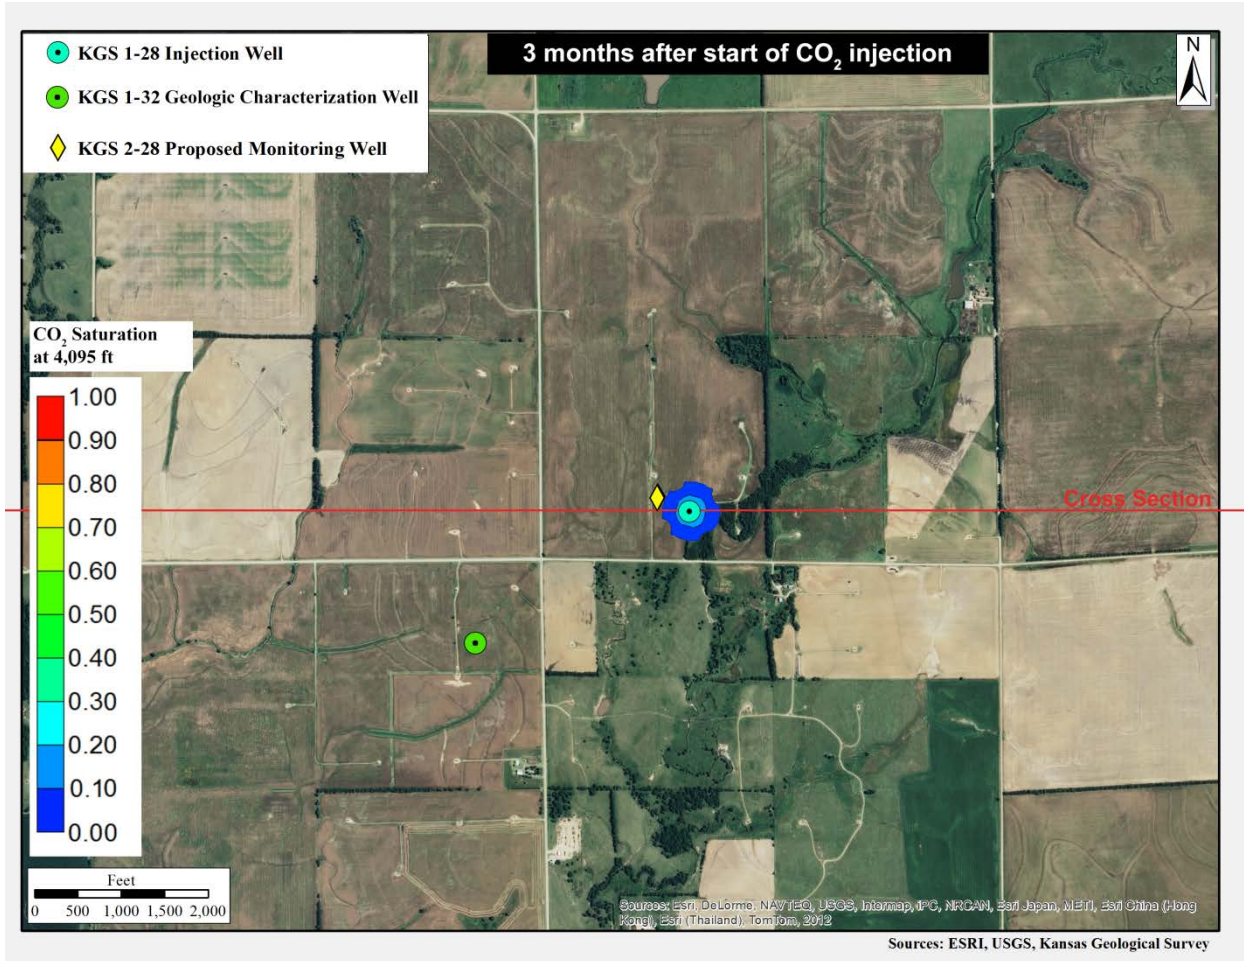 KGS 1-28 Injection Well
KGS 1-32 Geologic Characterization Well
KGS 2-28 Proposed Monitoring Well
3 months after start of CO₂ injection
N
CO₂ Saturation
at 4,095 ft
1.00
0.90
0.80
0.70
0.60
0.50
0.40
0.30
0.20
0.10
0.00
Cross Section
Feet
0 500 1,000 1,500 2,000
Sources: Esri, DeLorme, NAVTEQ, USGS, Intermap, iPC, NRCAN, Esri Japan, METI, Esri China (Hong
Kong), Esri (Thailand), TomTom, 2012
Sources: ESRI, USGS, Kansas Geological Survey